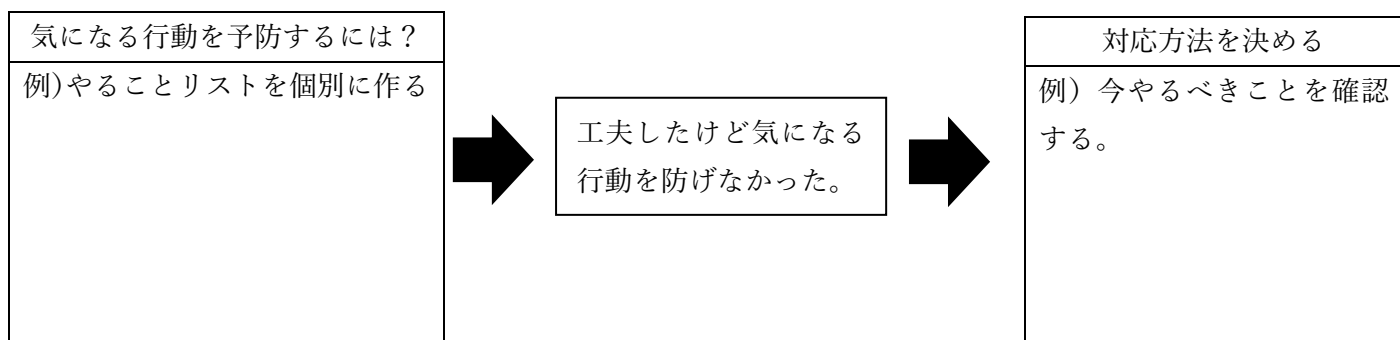 気になる行動を予防するには？
例)やることリストを個別に作る
工夫したけど気になる
行動を防げなかった。
対応方法を決める
例）今やるべきことを確認
する。